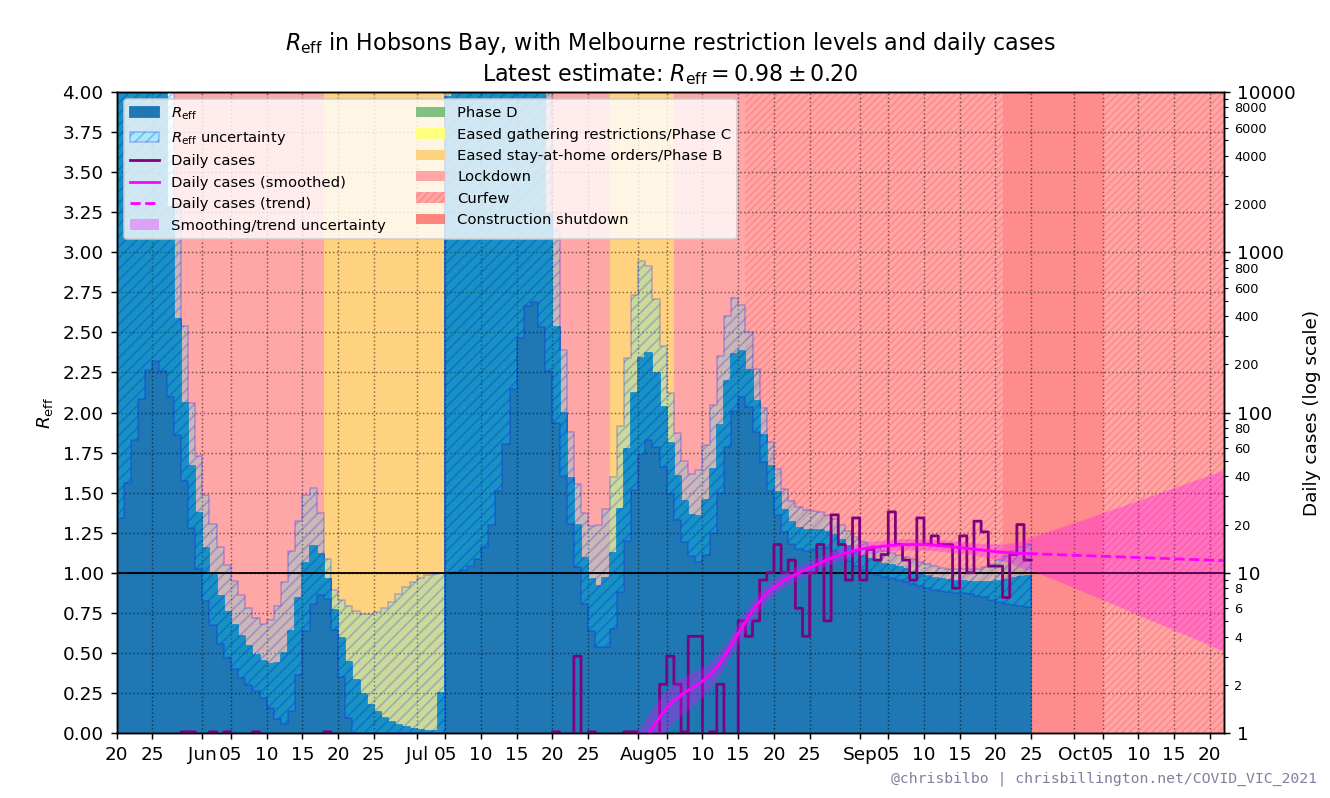 R_eff in Hobsons Bay, with Melbourne restriction levels and daily cases
Latest estimate: R_eff = 0.98 ± 0.20
R_eff
R_eff uncertainty
Daily cases
Daily cases (smoothed)
Daily cases (trend)
Smoothing/trend uncertainty
Phase D
Eased gathering restrictions/Phase C
Eased stay-at-home orders/Phase B
Lockdown
Curfew
Construction shutdown
R_eff
4.00
3.75
3.50
3.25
3.00
2.75
2.50
2.25
2.00
1.75
1.50
1.25
1.00
0.75
0.50
0.25
0.00
10000
8000
6000
4000
2000
1000
800
600
400
200
100
80
60
40
20
10
8
6
4
2
1
Daily cases (log scale)
20 25 Jun 05 10 15 20 25 Jul 05 10 15 20 25 Aug 05 10 15 20 25 Sep 05 10 15 20 25 Oct 05 10 15 20
@chrisbilbo | chrisbillington.net/COVID_VIC_2021